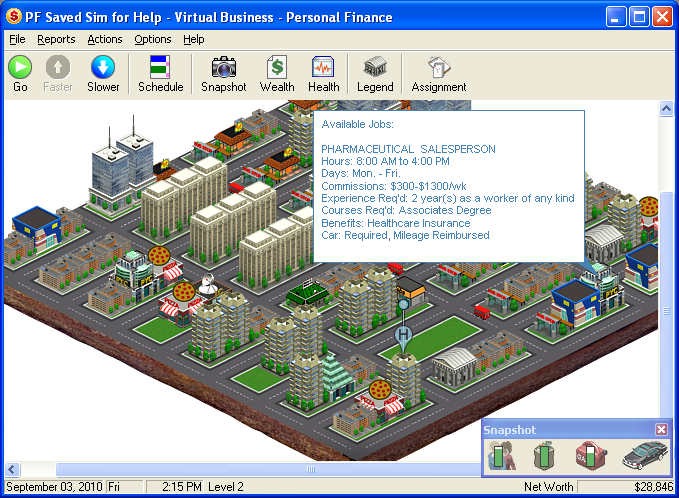 PF Saved Sim for Help - Virtual Business - Personal Finance
File Reports Actions Options Help
Go Faster Slower Schedule Snapshot Wealth Health Legend Assignment
Available Jobs:
PHARMACEUTICAL SALESPERSON
Hours: 8:00 AM to 4:00 PM
Days: Mon. - Fri.
Commissions: $300-$1300/wk
Experience Req'd: 2 year(s) as a worker of any kind
Courses Req'd: Associates Degree
Benefits: Healthcare Insurance
Car: Required, Mileage Reimbursed
H
Snapshot
September 03, 2010 Fri 2:15 PM Level 2 Net Worth $28,846